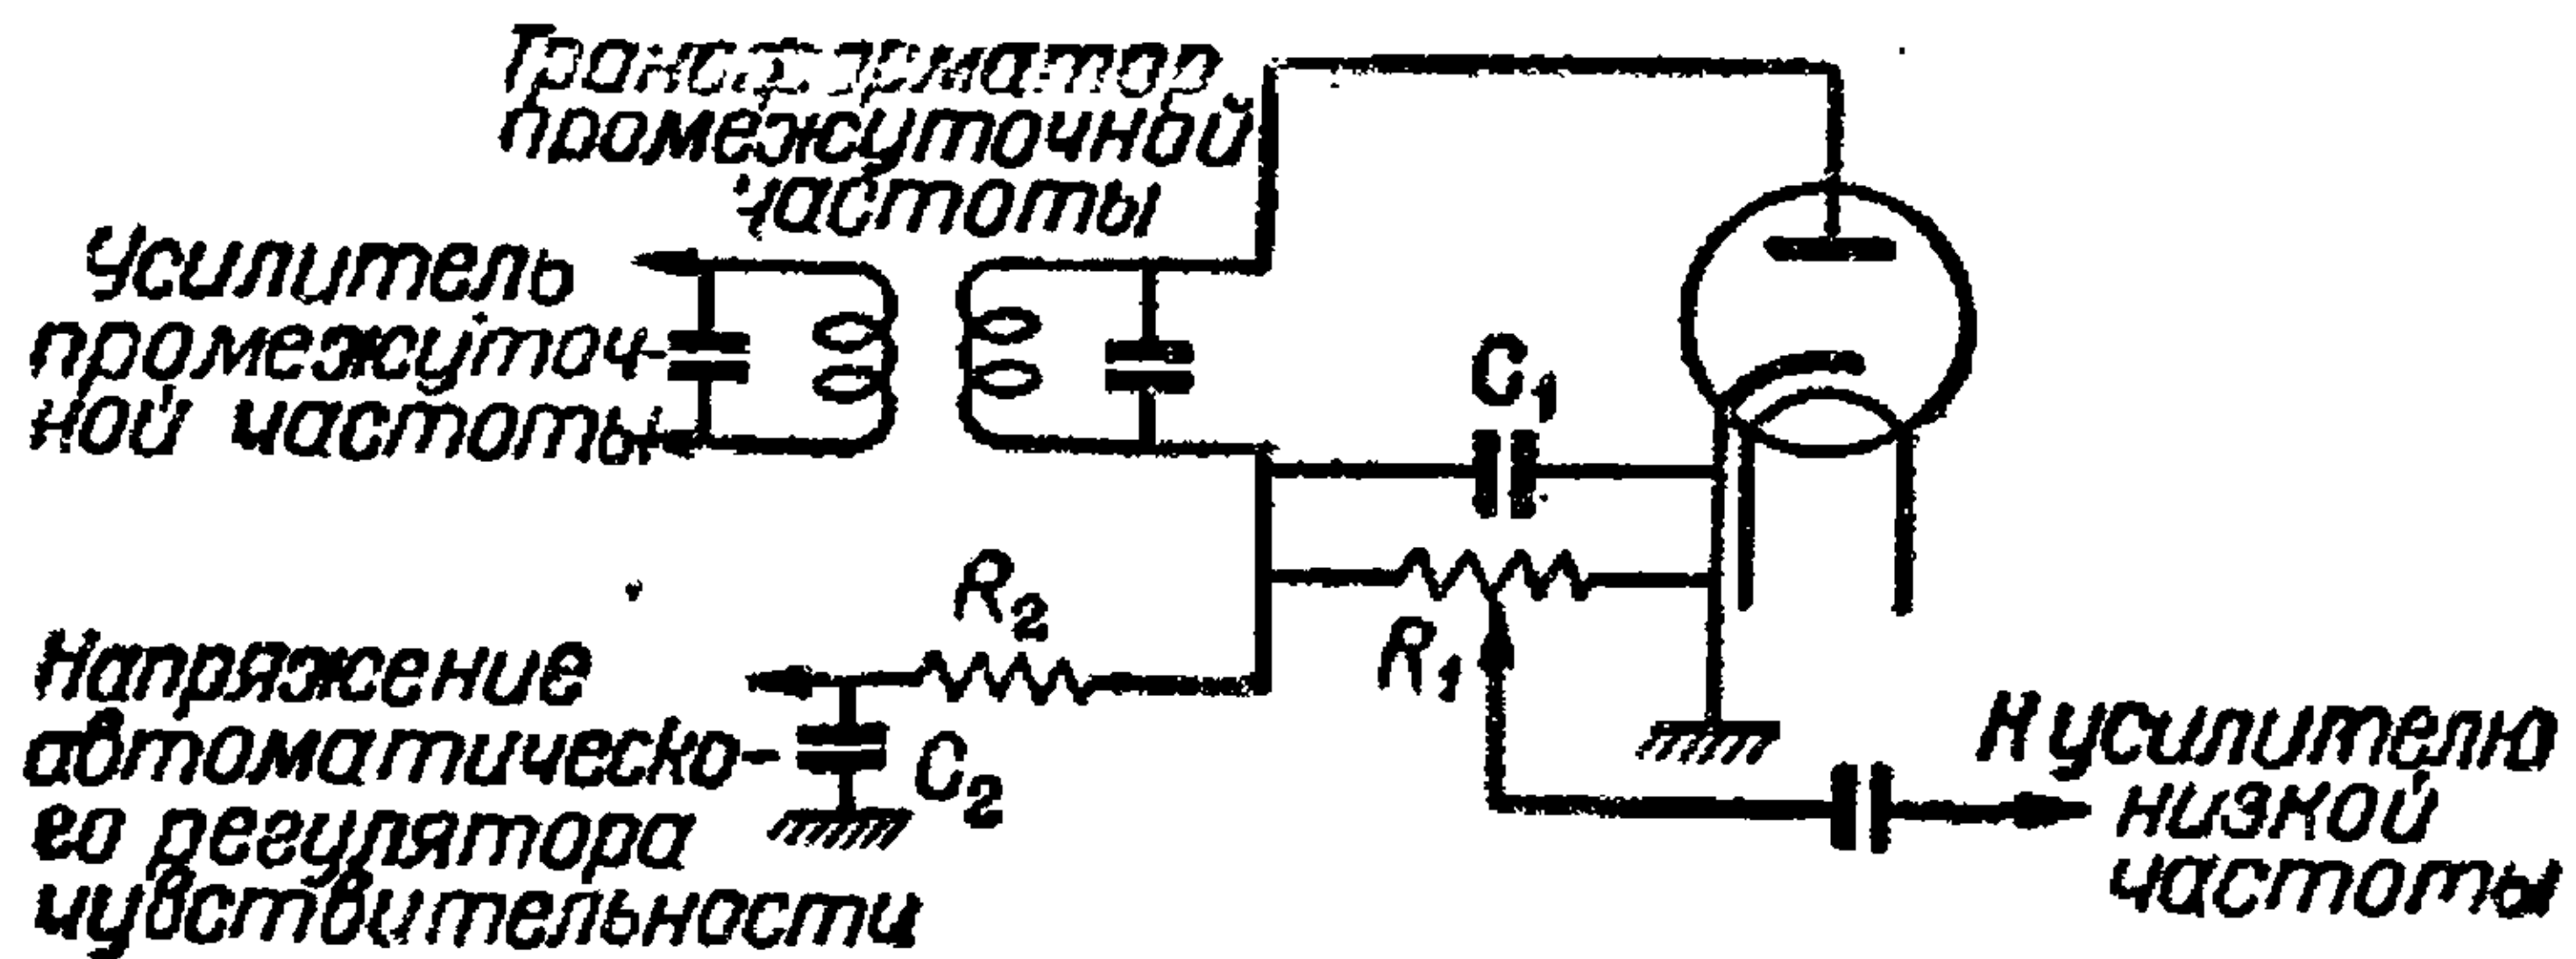 Трансформатор
промежуточной
частоты
Усилитель
промежуточ-
ной частоты
C₁
R₂
R₁
Напряжение
автоматическо-
го регулятора
чувствительности
C₂
К усилителю
низкой
частоты